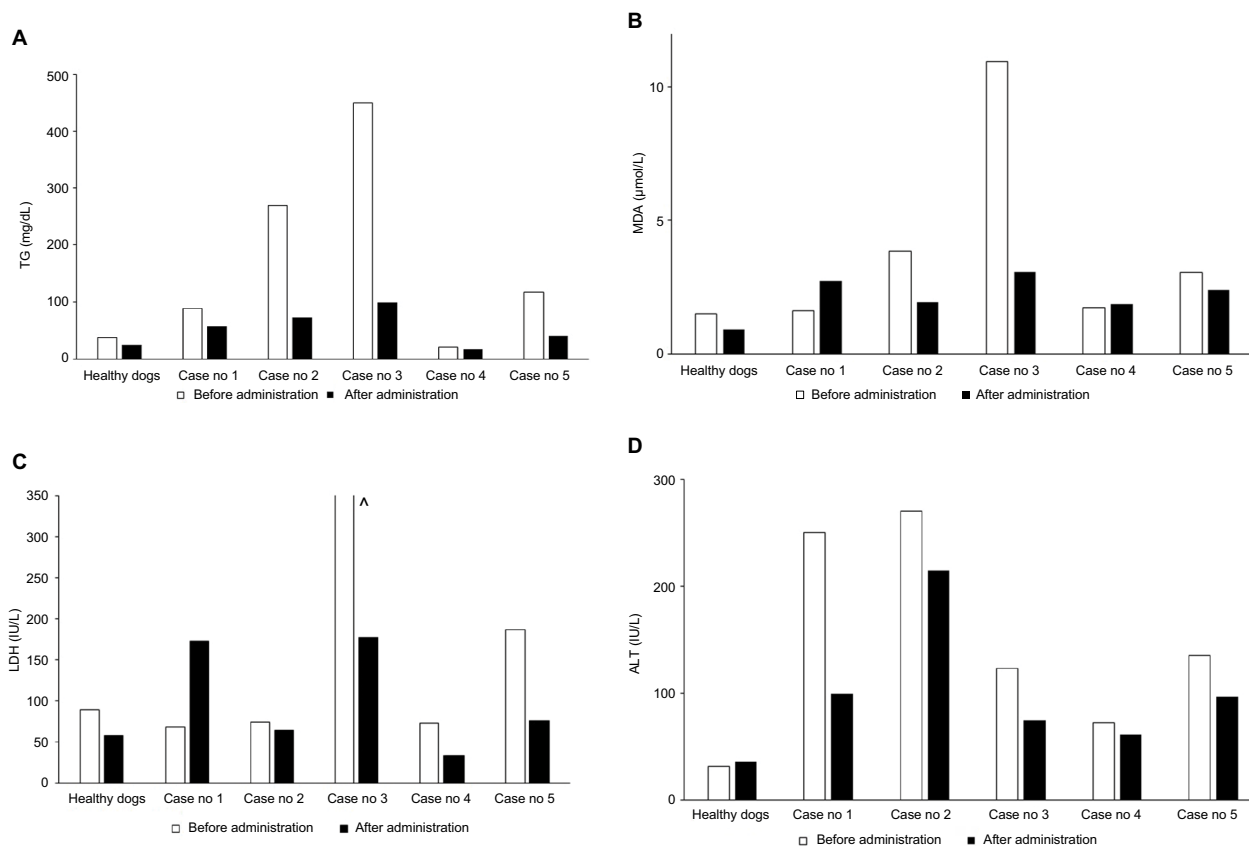 A
500
400
300
200
100
0
TG (mg/dL)
Healthy dogs Case no 1 Case no 2 Case no 3 Case no 4 Case no 5
Before administration After administration
B
10
5
0
MDA (µmol/L)
Healthy dogs Case no 1 Case no 2 Case no 3 Case no 4 Case no 5
Before administration After administration
C
350
300
250
200
150
100
50
0
LDH (IU/L)
^
Healthy dogs Case no 1 Case no 2 Case no 3 Case no 4 Case no 5
Before administration After administration
D
300
200
100
0
ALT (IU/L)
Healthy dogs Case no 1 Case no 2 Case no 3 Case no 4 Case no 5
Before administration After administration